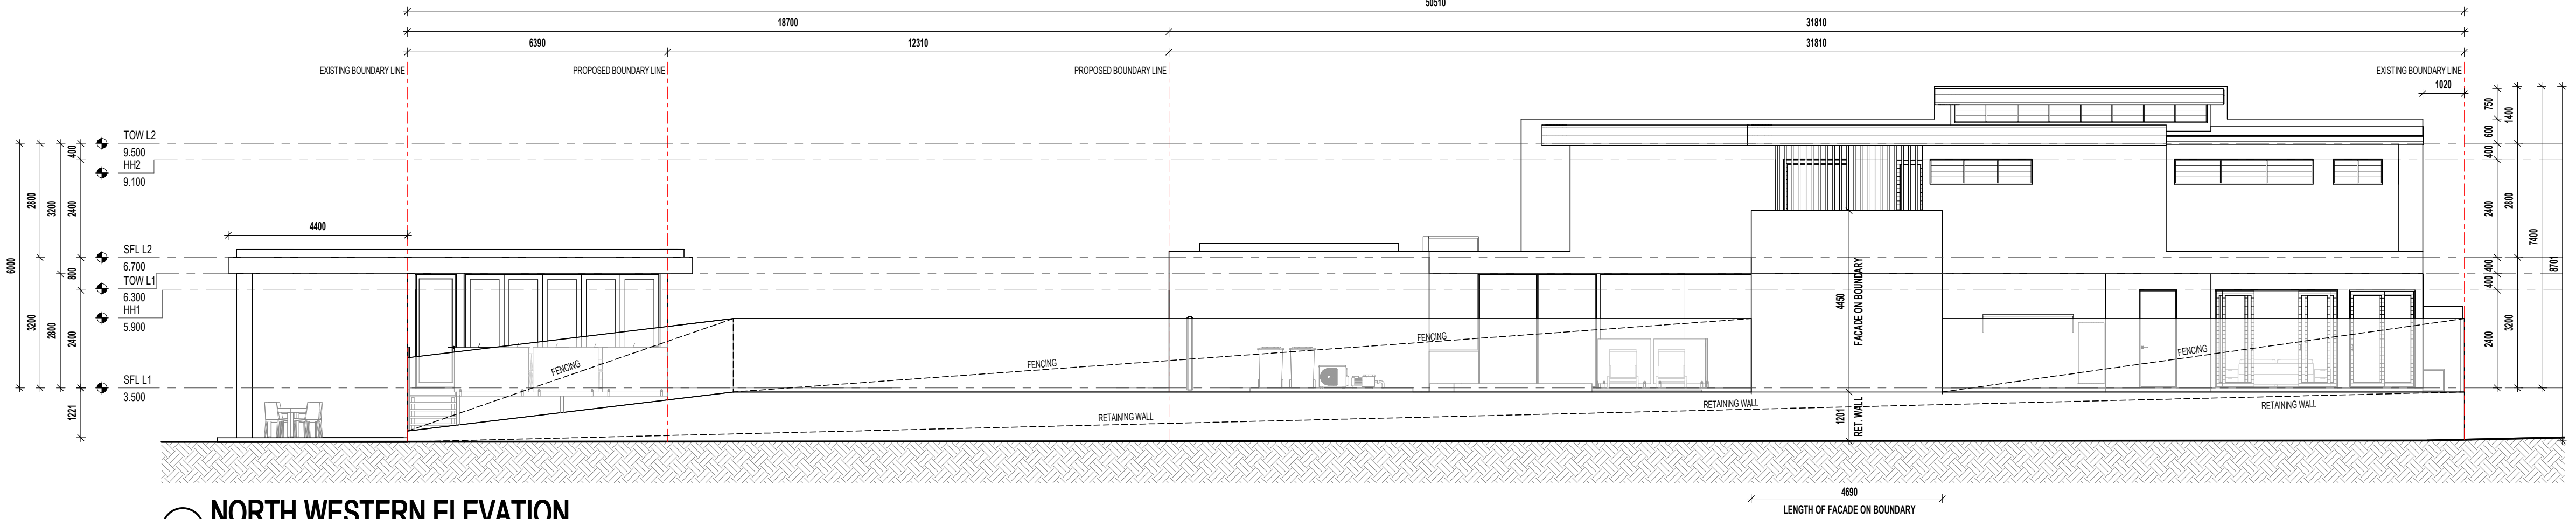 50510
18700
31810
6390
12310
31810
EXISTING BOUNDARY LINE
PROPOSED BOUNDARY LINE
PROPOSED BOUNDARY LINE
EXISTING BOUNDARY LINE
1020
TOW L2
9.500
HH2
9.100
SFL L2
6.700
TOW L1
6.300
HH1
5.900
SFL L1
3.500
6000
2800
3200
3200
2800
400
2400
800
2400
1221
4400
FENCING
FENCING
FENCING
FENCING
RETAINING WALL
RETAINING WALL
RETAINING WALL
4450
FACADE ON BOUNDARY
1201
RET. WALL
750
600
400
2400
400
400
2400
1400
2800
3200
7400
8701
4690
LENGTH OF FACADE ON BOUNDARY
NORTH WESTERN ELEVATION